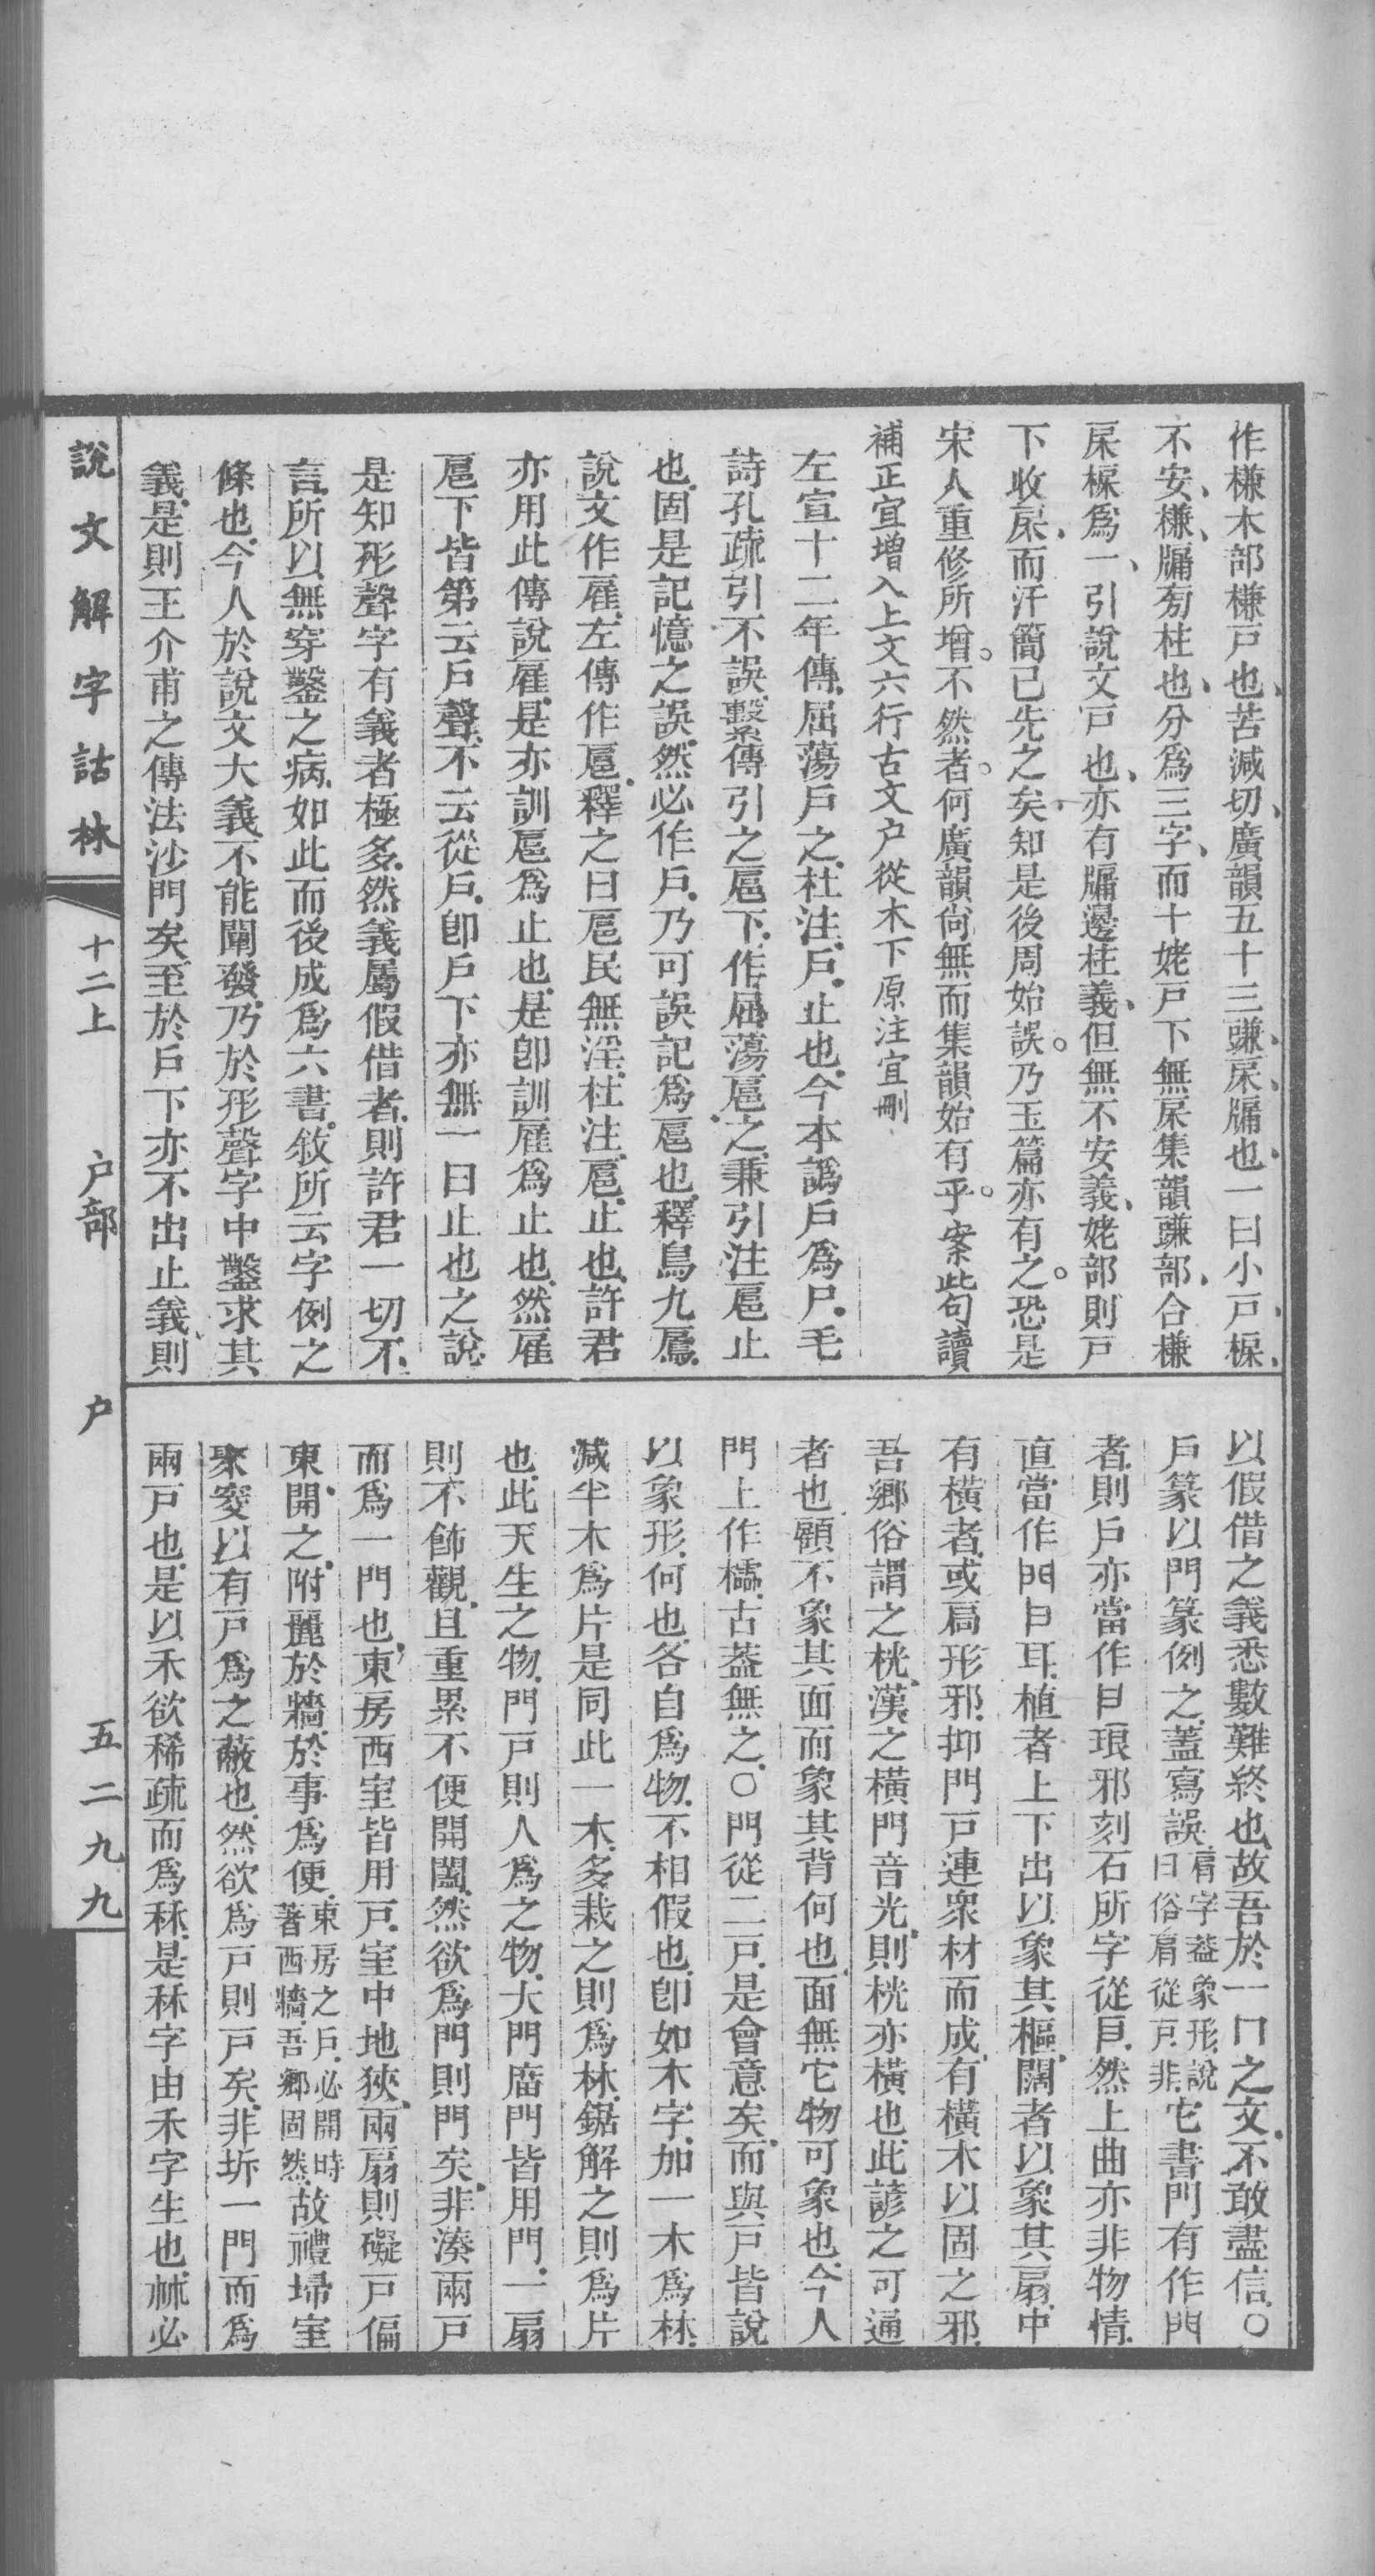 作槏木部槏戶也苦減切廣韻五十三豏㦿牖也一曰小戶椺
不安槏牖旁柱也分爲三字而十姥戶下無㦿集韻豏部合槏
㦿椺爲一引說文戶也亦有牖邊柱義但無不安義姥部則戶
下收㦿而汗簡已先之矣知是後周始誤乃玉篇亦有之恐是
宋人重修所增不然者何廣韻尙無而集韻始有乎案此句讀
補正宜增入上文六行古文戶從木下原注宜刪
左宣十二年傳屈蕩戶之杜注戶止也今本譌戶爲尸毛
詩孔疏引不誤繫傳引之扈下作屈蕩扈之兼引注扈止
也固是記憶之誤然必作戶乃可誤記爲扈也釋鳥九鳸
說文作雇左傳作扈釋之曰扈民無淫杜注扈止也許君
亦用此傳說雇是亦訓扈爲止也是卽訓雇爲止也然雇
扈下皆第云戶聲不云從戶卽戶下亦無一曰止也之說
是知形聲字有義者極多然義屬假借者則許君一切不
言所以無穿鑿之病如此而後成爲六書敘所云字例之
條也今人於說文大義不能闡發乃於形聲字中鑿求其
義是則王介甫之傳法沙門矣至於戶下亦不出止義則
以假借之義悉數難終也故吾於一曰之文不敢盡信○
戶篆以門篆例之蓋寫誤肩字蓋象形說曰俗肩從戶非它書門有作門
者則戶亦當作戶琅邪刻石所字從戶然上曲亦非物情
直當作門戶耳植者上下出以象其樞闊者以象其扇中
有橫者或扃形邪抑門戶連衆材而成有橫木以固之邪
吾鄉俗謂之桄漢之橫門音光則桄亦橫也此諺之可通
者也顧不象其面而象其背何也面無它物可象也今人
門上作櫺古蓋無之○門從二戶是會意矣而與戶皆說
以象形何也各自爲物不相假也卽如木字加一木爲林
減半木爲片是同此一木多栽之則爲林鋸解之則爲片
也此天生之物門戶則人爲之物大門庿門皆用門一扇
則不飾觀且重累不便開闔然欲爲門則門矣非湊兩戶
而爲一門也東房西室皆用戶室中地狹兩扇則礙戶偏
東開之附麗於牆於事爲便東房之戶必開時著西牆吾鄉固然故禮埽室
聚窔以有戶爲之蔽也然欲爲戶則戶矣非坼一門而爲
兩戶也是以禾欲稀疏而爲秝是秝字由禾字生也𣏟必
說文解字詁林 十二上 戶部 戶 五二九九